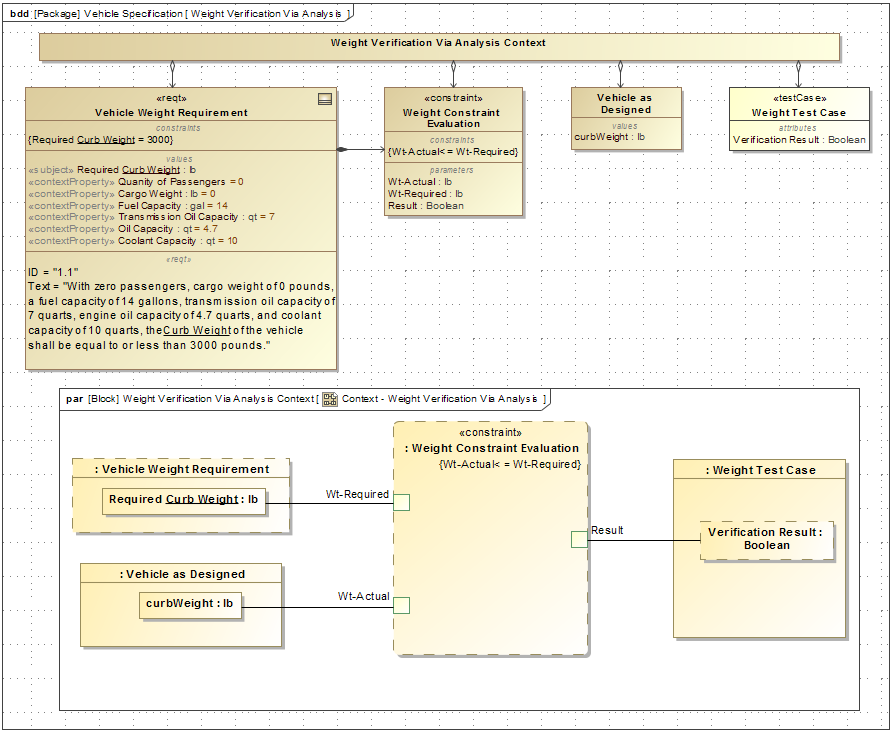 bdd [Package] Vehicle Specification [ Weight Verification Via Analysis ]
Weight Verification Via Analysis Context
«reqt»
Vehicle Weight Requirement
constraints
{Required Curb Weight = 3000}
values
«subject» Required Curb Weight : lb
«contextProperty» Quanity of Passengers = 0
«contextProperty» Cargo Weight : lb = 0
«contextProperty» Fuel Capacity : gal = 14
«contextProperty» Transmission Oil Capacity : qt = 7
«contextProperty» Oil Capacity : qt = 4.7
«contextProperty» Coolant Capacity : qt = 10
«reqt»
ID = "1.1"
Text = "With zero passengers, cargo weight of 0 pounds,
a fuel capacity of 14 gallons, transmission oil capacity of
7 quarts, engine oil capacity of 4.7 quarts, and coolant
capacity of 10 quarts, the Curb Weight of the vehicle
shall be equal to or less than 3000 pounds."
«constraint»
Weight Constraint
Evaluation
constraints
{Wt-Actual<= Wt-Required}
parameters
Wt-Actual : lb
Wt-Required : lb
Result : Boolean
Vehicle as
Designed
values
curbWeight : lb
«testCase»
Weight Test Case
attributes
Verification Result : Boolean
par [Block] Weight Verification Via Analysis Context [ Context - Weight Verification Via Analysis ]
: Vehicle Weight Requirement
Required Curb Weight : lb
: Vehicle as Designed
curbWeight : lb
Wt-Required
Wt-Actual
«constraint»
: Weight Constraint Evaluation
{Wt-Actual<= Wt-Required}
Result
: Weight Test Case
Verification Result :
Boolean